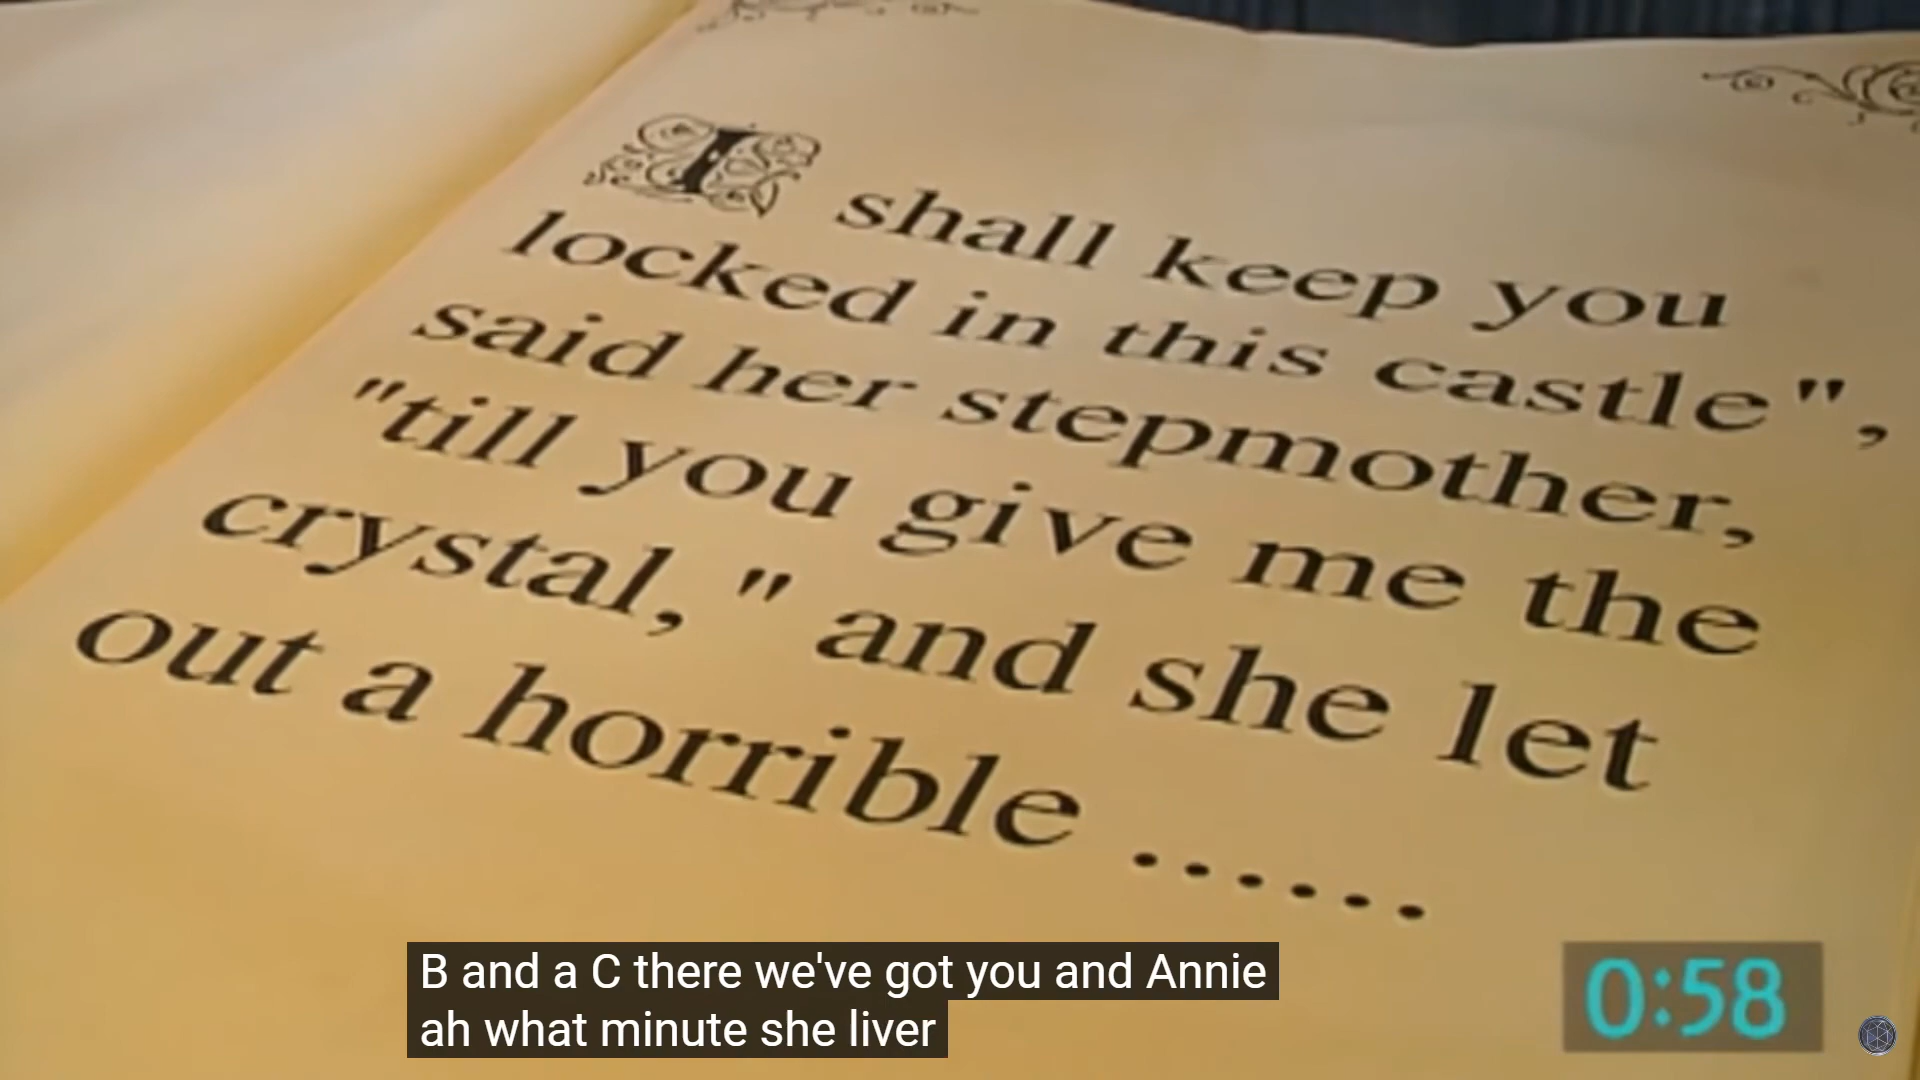 I shall keep you
locked in this castle",
said her stepmother,
"till you give me the
crystal," and she let
out a horrible ......
B and a C there we've got you and Annie
ah what minute she liver
0:58